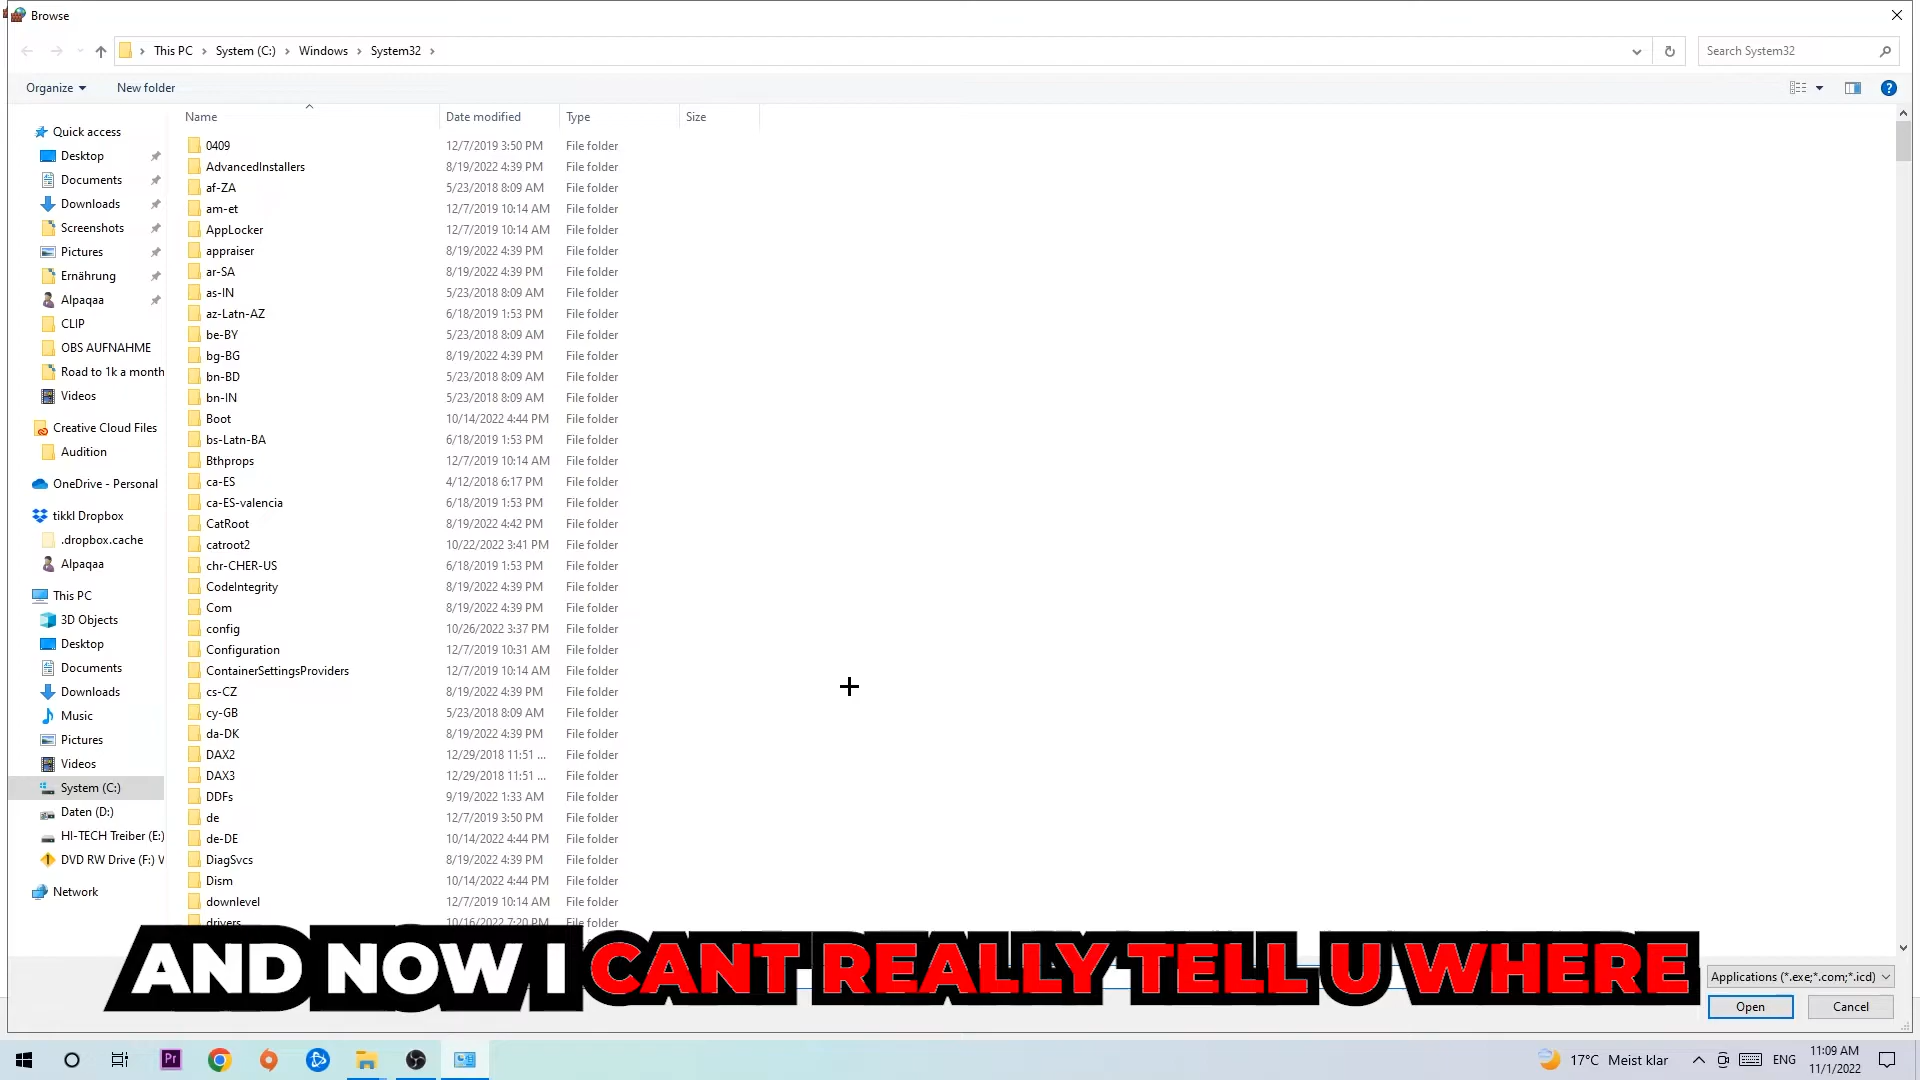 Browse
This PC > System (C:) > Windows > System32 >
Search System32
Organize
New folder
Name Date modified Type Size
Quick access
Desktop
Documents
Downloads
Screenshots
Pictures
Ernährung
Alpaqaa
CLIP
OBS AUFNAHME
Road to 1k a month
Videos
Creative Cloud Files
Audition
OneDrive - Personal
tikkl Dropbox
.dropbox.cache
Alpaqaa
This PC
3D Objects
Desktop
Documents
Downloads
Music
Pictures
Videos
System (C:)
Daten (D:)
HI-TECH Treiber (E:)
DVD RW Drive (F:) V
Network
0409 12/7/2019 3:50 PM File folder
AdvancedInstallers 8/19/2022 4:39 PM File folder
af-ZA 5/23/2018 8:09 AM File folder
am-et 12/7/2019 10:14 AM File folder
AppLocker 12/7/2019 10:14 AM File folder
appraiser 8/19/2022 4:39 PM File folder
ar-SA 8/19/2022 4:39 PM File folder
as-IN 5/23/2018 8:09 AM File folder
az-Latn-AZ 6/18/2019 1:53 PM File folder
be-BY 5/23/2018 8:09 AM File folder
bg-BG 8/19/2022 4:39 PM File folder
bn-BD 5/23/2018 8:09 AM File folder
bn-IN 5/23/2018 8:09 AM File folder
Boot 10/14/2022 4:44 PM File folder
bs-Latn-BA 6/18/2019 1:53 PM File folder
Bthprops 12/7/2019 10:14 AM File folder
ca-ES 4/12/2018 6:17 PM File folder
ca-ES-valencia 6/18/2019 1:53 PM File folder
CatRoot 8/19/2022 4:42 PM File folder
catroot2 10/22/2022 3:41 PM File folder
chr-CHER-US 6/18/2019 1:53 PM File folder
CodeIntegrity 8/19/2022 4:39 PM File folder
Com 8/19/2022 4:39 PM File folder
config 10/26/2022 3:37 PM File folder
Configuration 12/7/2019 10:31 AM File folder
ContainerSettingsProviders 12/7/2019 10:14 AM File folder
cs-CZ 8/19/2022 4:39 PM File folder
cy-GB 5/23/2018 8:09 AM File folder
da-DK 8/19/2022 4:39 PM File folder
DAX2 12/29/2018 11:51 ... File folder
DAX3 12/29/2018 11:51 ... File folder
DDFs 9/19/2022 1:33 AM File folder
de 12/7/2019 3:50 PM File folder
de-DE 10/14/2022 4:44 PM File folder
DiagSvcs 8/19/2022 4:39 PM File folder
Dism 10/14/2022 4:44 PM File folder
downlevel 12/7/2019 10:14 AM File folder
drivers 10/16/2022 7:20 PM File folder
AND NOW I CANT REALLY TELL U WHERE
Applications (*.exe;*.com;*.icd)
Open
Cancel
Pr
17°C Meist klar
ENG
11:09 AM
11/1/2022